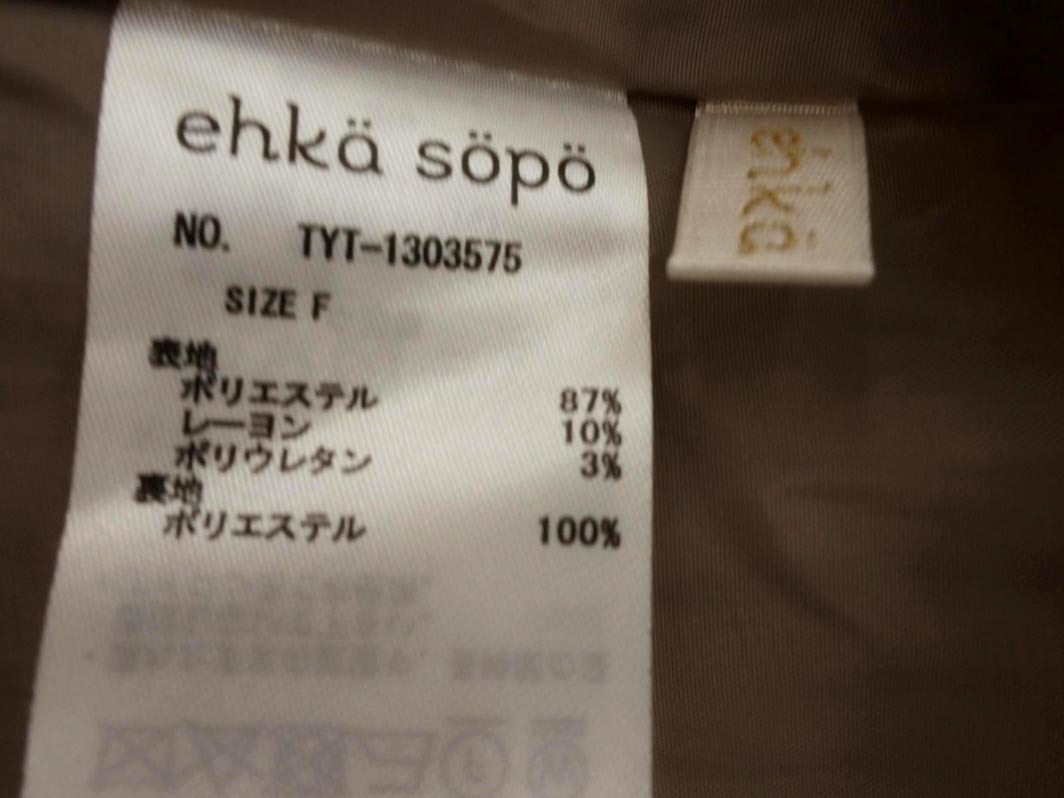 ehkä söpö
NO. TYT-1303575
SIZE F
表地
ポリエステル 87%
レーヨン 10%
ポリウレタン 3%
裏地
ポリエステル 100%
ehkä